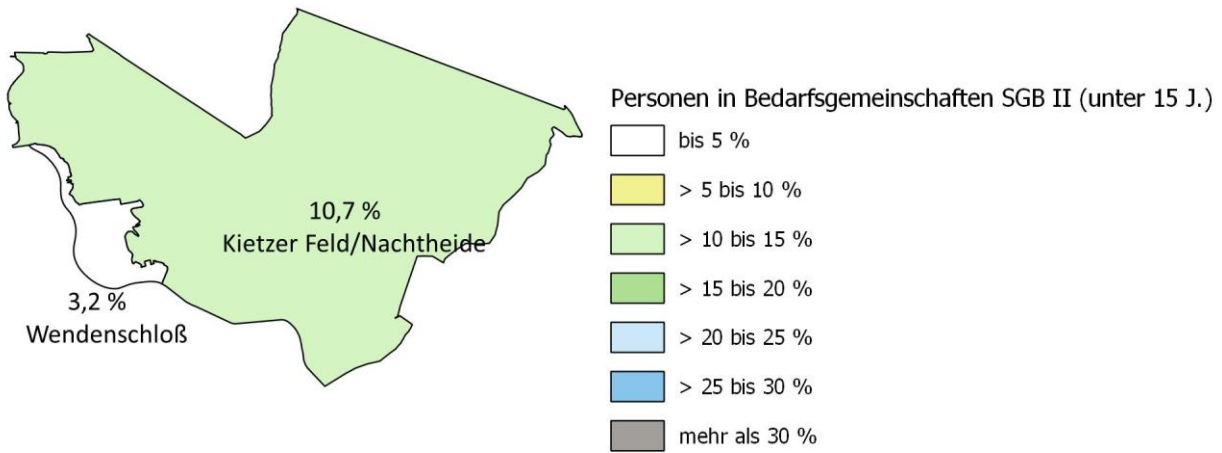 10,7 %
Kietzer Feld/Nachtheide
3,2 %
Wendenschloß
Personen in Bedarfsgemeinschaften SGB II (unter 15 J.)
bis 5 %
> 5 bis 10 %
> 10 bis 15 %
> 15 bis 20 %
> 20 bis 25 %
> 25 bis 30 %
mehr als 30 %